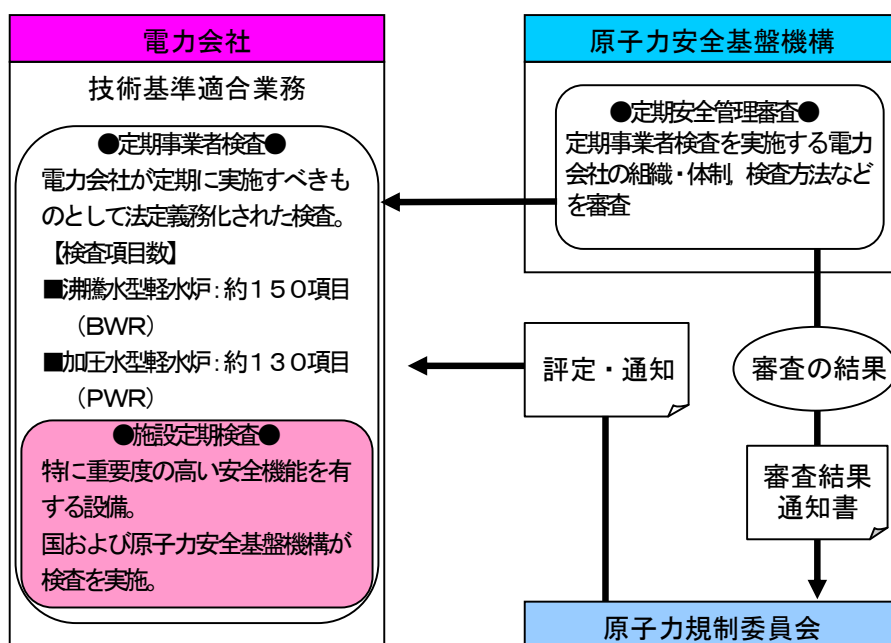 電力会社
技術基準適合業務
●定期事業者検査●
電力会社が定期に実施すべきも
のとして法定義務化された検査。
【検査項目数】
■沸騰水型軽水炉：約１５０項目
（BWR）
■加圧水型軽水炉：約１３０項目
（PWR）
●施設定期検査●
特に重要度の高い安全機能を有
する設備。
国および原子力安全基盤機構が
検査を実施。
原子力安全基盤機構
●定期安全管理審査●
定期事業者検査を実施する電力
会社の組織・体制，検査方法など
を審査
評定・通知
審査の結果
審査結果
通知書
原子力規制委員会